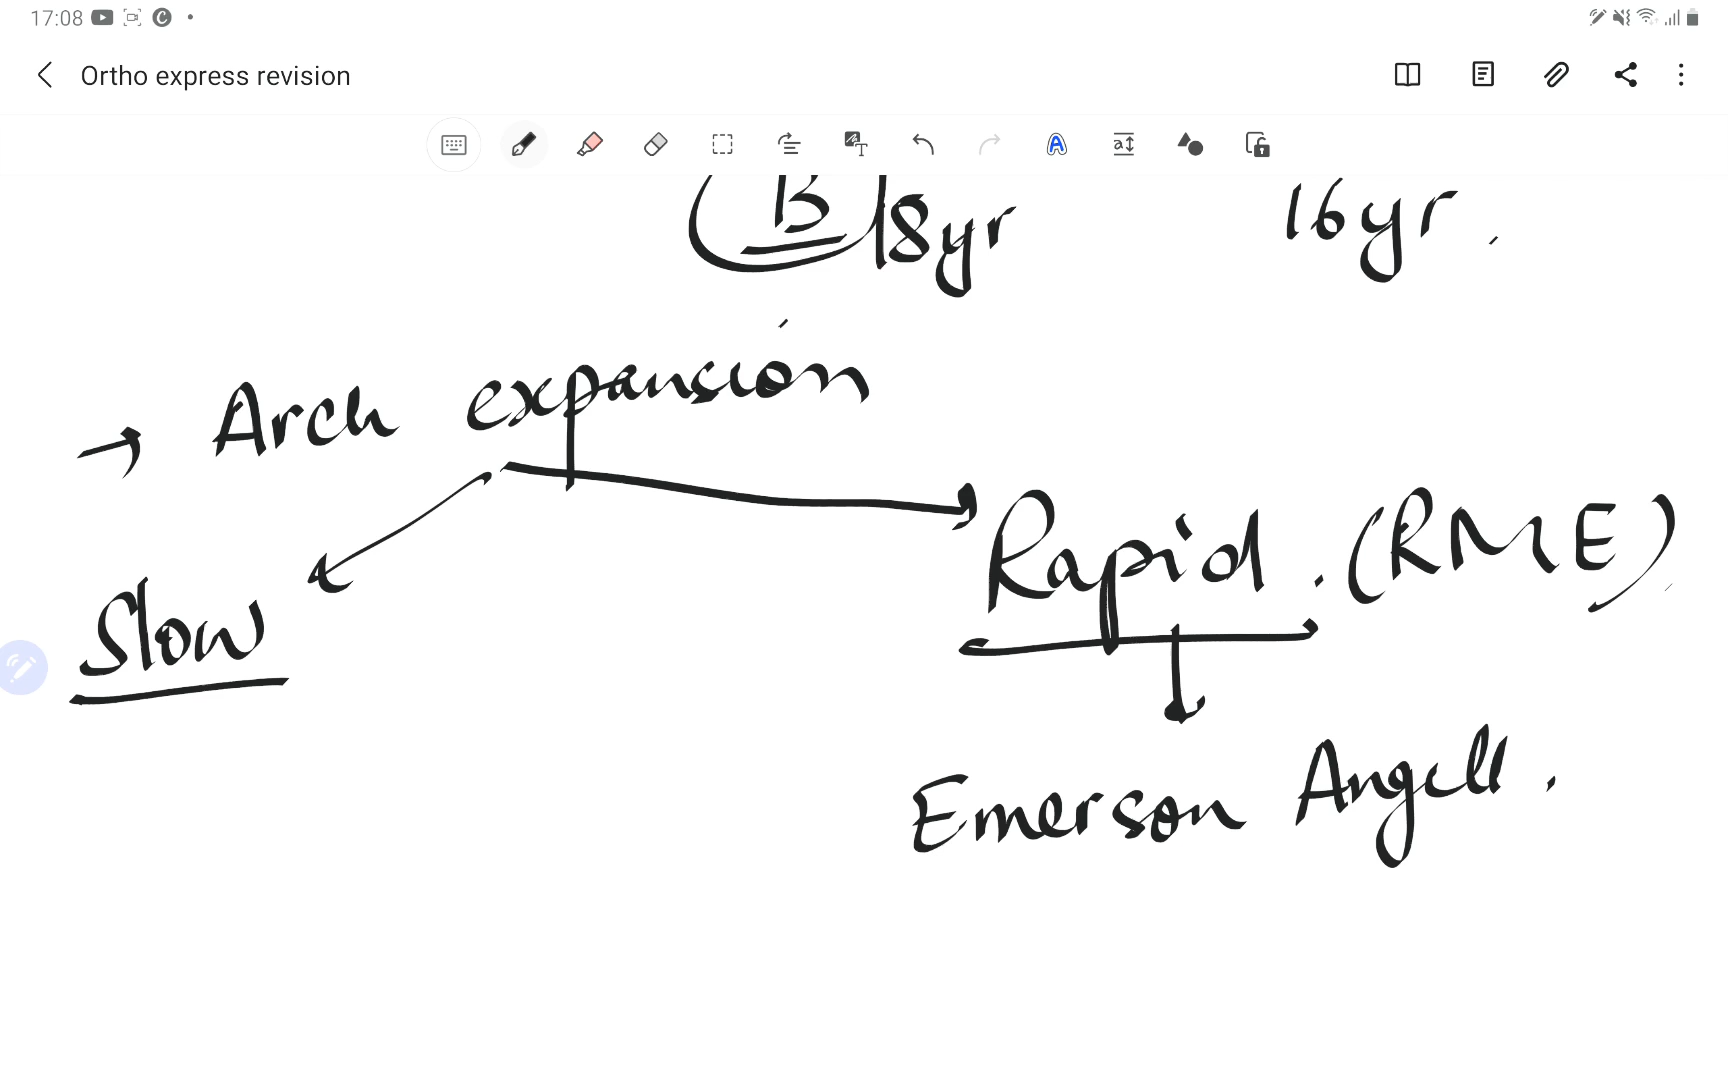 17:08
Ortho express revision
B 18yr 16yr.
→ Arch expansion
Rapid. (RME)
Slow
Emerson Angell.